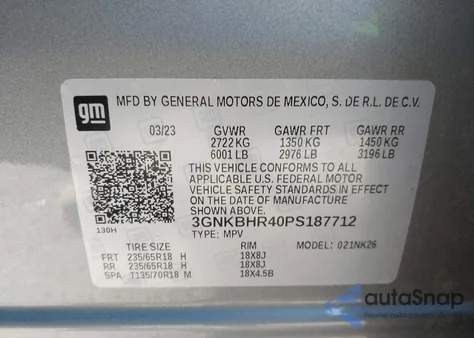 gm MFD BY GENERAL MOTORS DE MEXICO, S. DE R.L. DE C.V.
03/23 GVWR GAWR FRT GAWR RR
2722 KG 1350 KG 1450 KG
6001 LB 2976 LB 3196 LB
THIS VEHICLE CONFORMS TO ALL
APPLICABLE U.S. FEDERAL MOTOR
VEHICLE SAFETY STANDARDS IN EFFECT
ON THE DATE OF MANUFACTURE
SHOWN ABOVE.
3GNKBHR40PS187712
130H TYPE: MPV
TIRE SIZE RIM MODEL: 021NK26
FRT 235/65R18 H 18X8J
RR 235/65R18 H 18X8J
SPA T135/70R18 M 18X4.5B
autoSnap